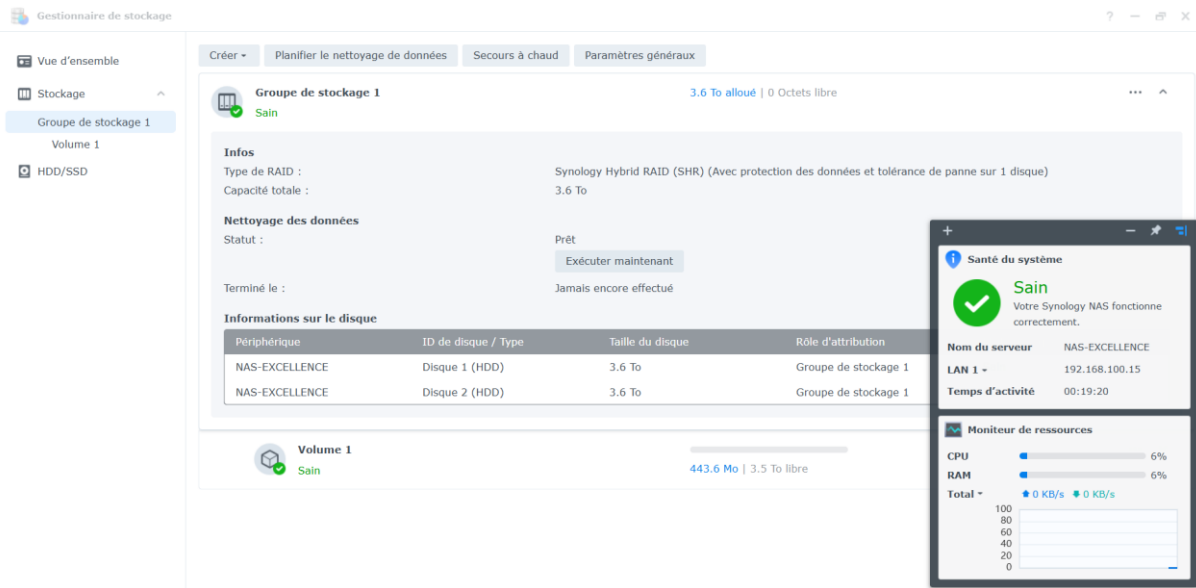 Gestionnaire de stockage
? – ×
Vue d'ensemble
Stockage
Groupe de stockage 1
Volume 1
HDD/SSD
Créer Planifier le nettoyage de données Secours à chaud Paramètres généraux
Groupe de stockage 1 3.6 To alloué | 0 Octets libre
Sain
Infos
Type de RAID : Synology Hybrid RAID (SHR) (Avec protection des données et tolérance de panne sur 1 disque)
Capacité totale : 3.6 To
Nettoyage des données
Statut : Prêt
Exécuter maintenant
Terminé le : Jamais encore effectué
Informations sur le disque
Périphérique ID de disque / Type Taille du disque Rôle d'attribution
NAS-EXCELLENCE Disque 1 (HDD) 3.6 To Groupe de stockage 1
NAS-EXCELLENCE Disque 2 (HDD) 3.6 To Groupe de stockage 1
Volume 1
Sain
443.6 Mo | 3.5 To libre
Santé du système
Sain
Votre Synology NAS fonctionne
correctement.
Nom du serveur NAS-EXCELLENCE
LAN 1 192.168.100.15
Temps d'activité 00:19:20
Moniteur de ressources
CPU 6%
RAM 6%
Total 0 KB/s 0 KB/s
100
80
60
40
20
0